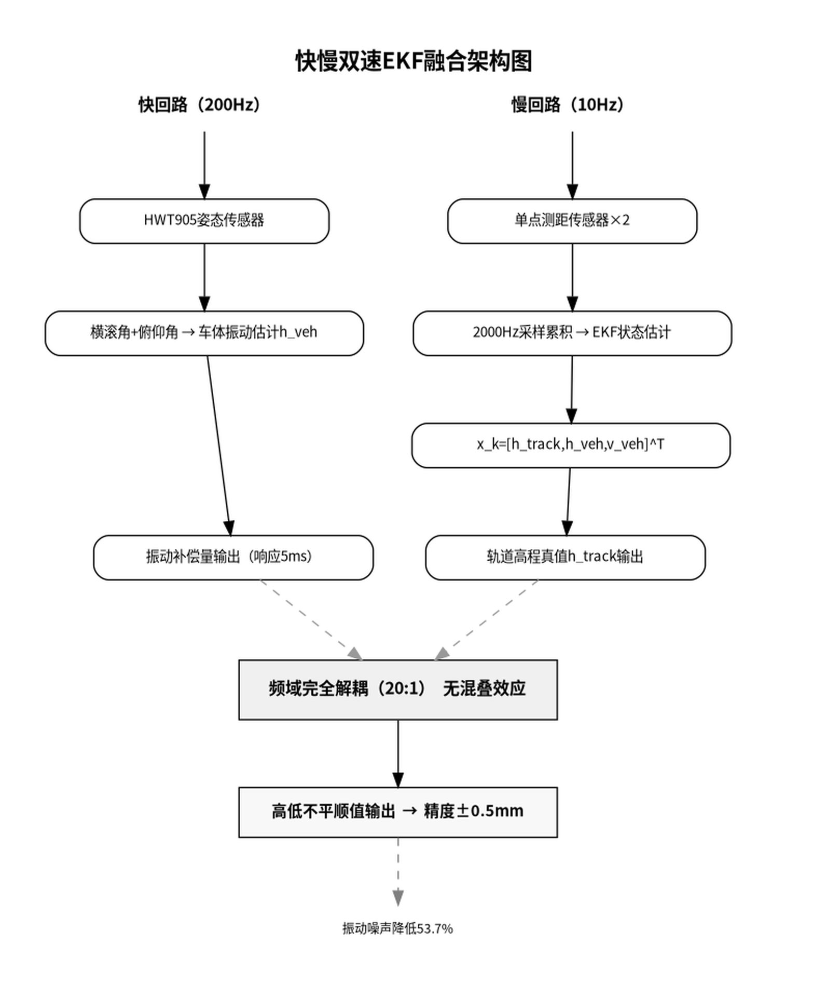 快慢双速EKF融合架构图
快回路（200Hz）
慢回路（10Hz）
HWT905姿态传感器
单点测距传感器×2
横滚角+俯仰角 → 车体振动估计h_veh
2000Hz采样累积 → EKF状态估计
x_k=[h_track,h_veh,v_veh]^T
振动补偿量输出（响应5ms）
轨道高程真值h_track输出
频域完全解耦（20:1） 无混叠效应
高低不平顺值输出 → 精度±0.5mm
振动噪声降低53.7%